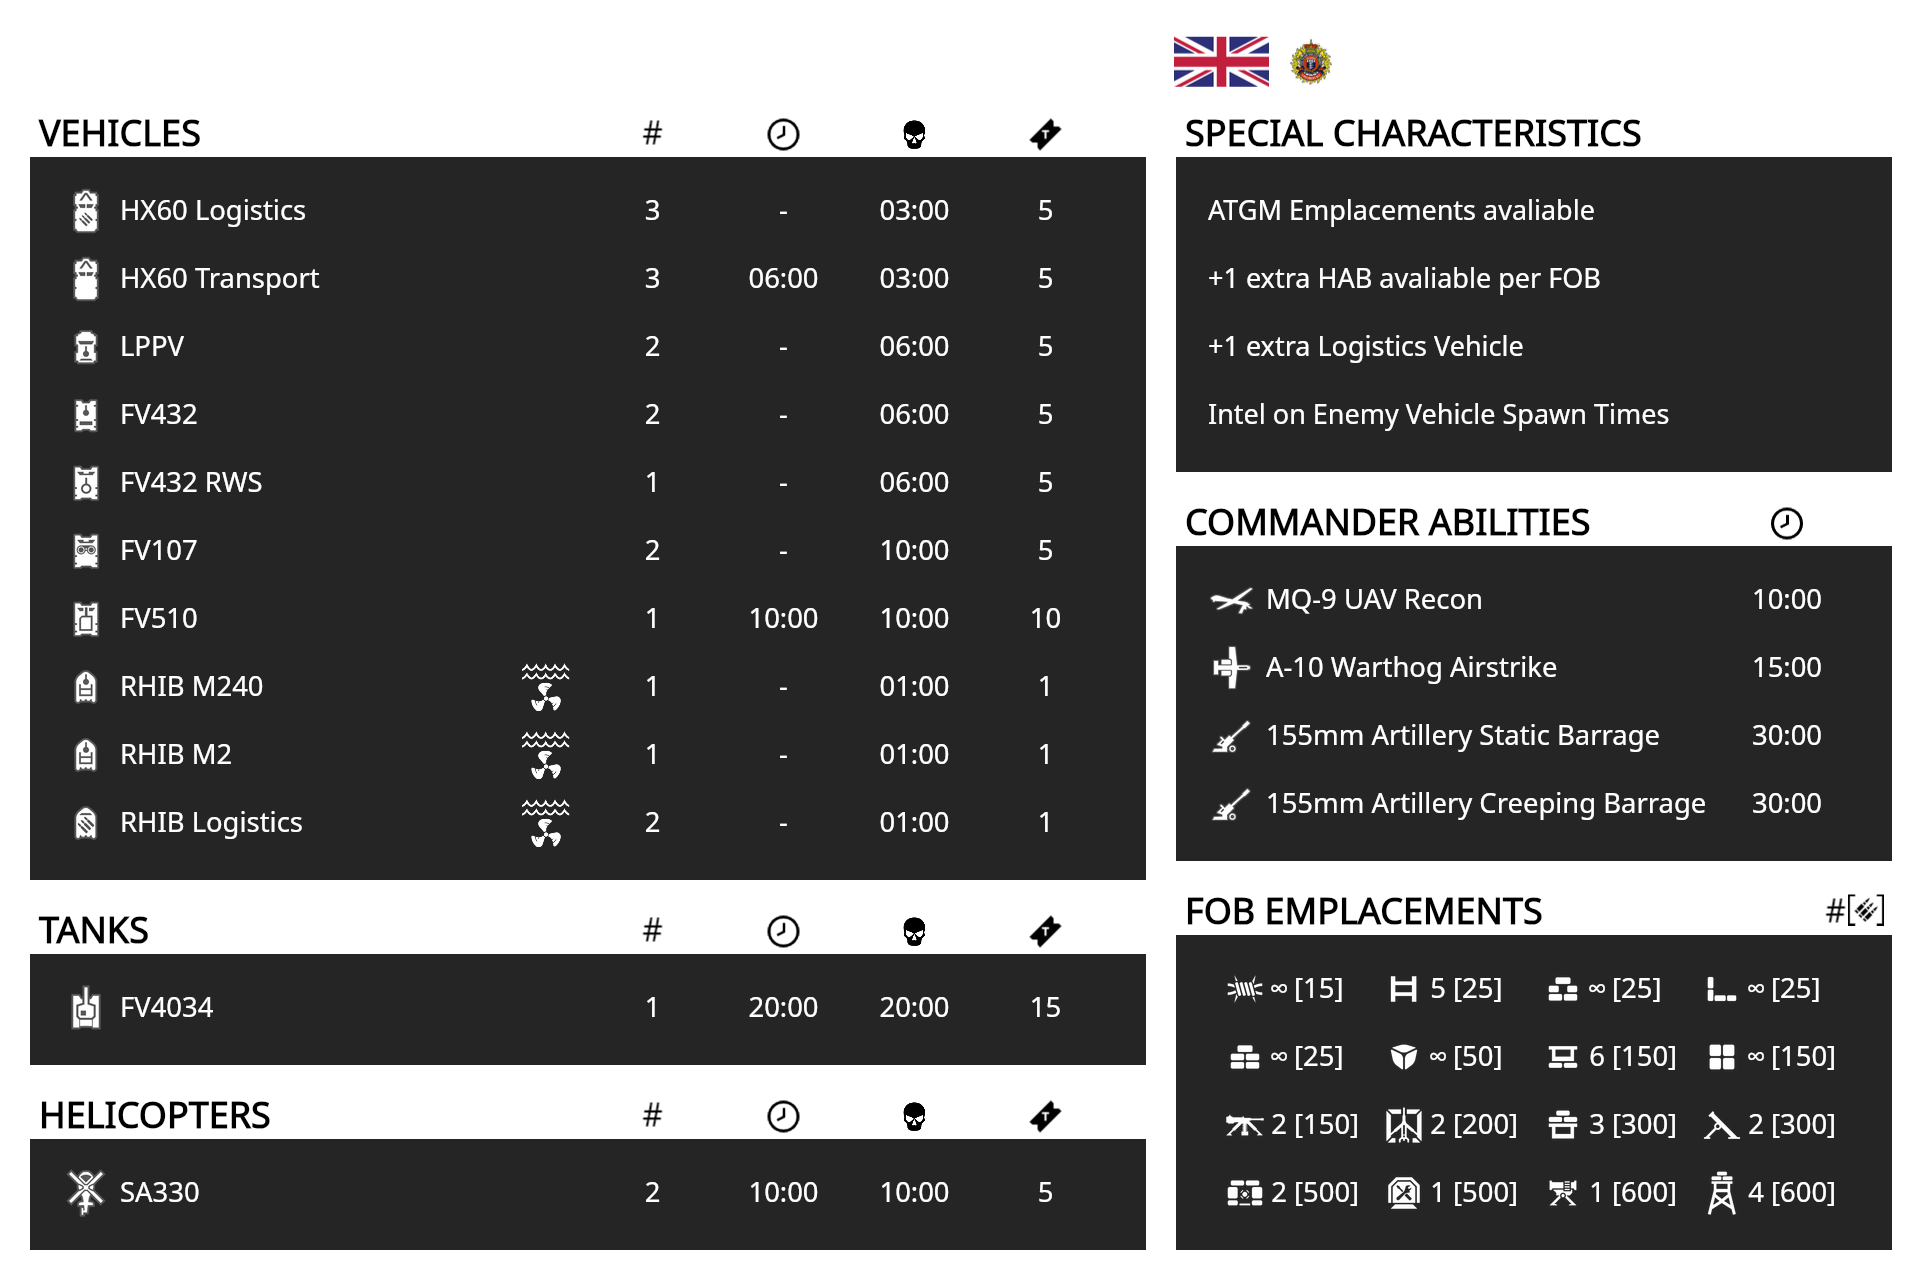 VEHICLES #
HX60 Logistics 3 - 03:00 5
HX60 Transport 3 06:00 03:00 5
LPPV 2 - 06:00 5
FV432 2 - 06:00 5
FV432 RWS 1 - 06:00 5
FV107 2 - 10:00 5
FV510 1 10:00 10:00 10
RHIB M240 1 - 01:00 1
RHIB M2 1 - 01:00 1
RHIB Logistics 2 - 01:00 1
TANKS #
FV4034 1 20:00 20:00 15
HELICOPTERS #
SA330 2 10:00 10:00 5
SPECIAL CHARACTERISTICS
ATGM Emplacements avaliable
+1 extra HAB avaliable per FOB
+1 extra Logistics Vehicle
Intel on Enemy Vehicle Spawn Times
COMMANDER ABILITIES
MQ-9 UAV Recon 10:00
A-10 Warthog Airstrike 15:00
155mm Artillery Static Barrage 30:00
155mm Artillery Creeping Barrage 30:00
FOB EMPLACEMENTS #[]
∞ [15] 5 [25] ∞ [25] ∞ [25]
∞ [25] ∞ [50] 6 [150] ∞ [150]
2 [150] 2 [200] 3 [300] 2 [300]
2 [500] 1 [500] 1 [600] 4 [600]